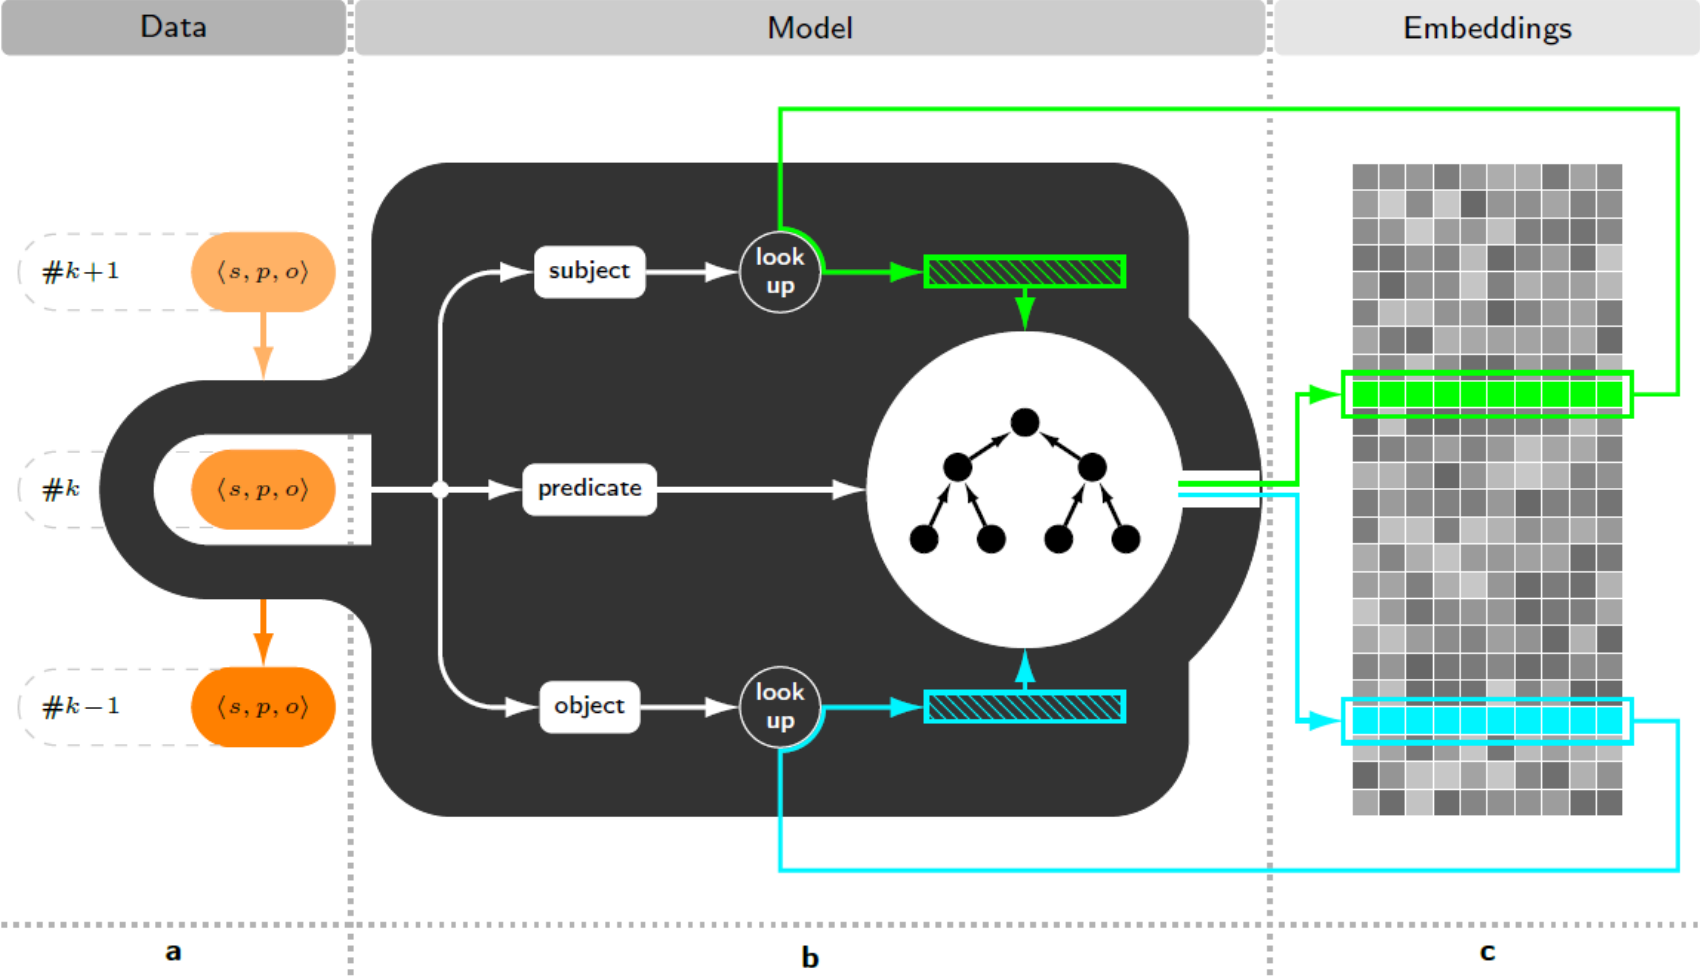 Data
Model
Embeddings
#k+1
⟨s, p, o⟩
subject
look
up
#k
⟨s, p, o⟩
predicate
#k−1
⟨s, p, o⟩
object
look
up
a
b
c